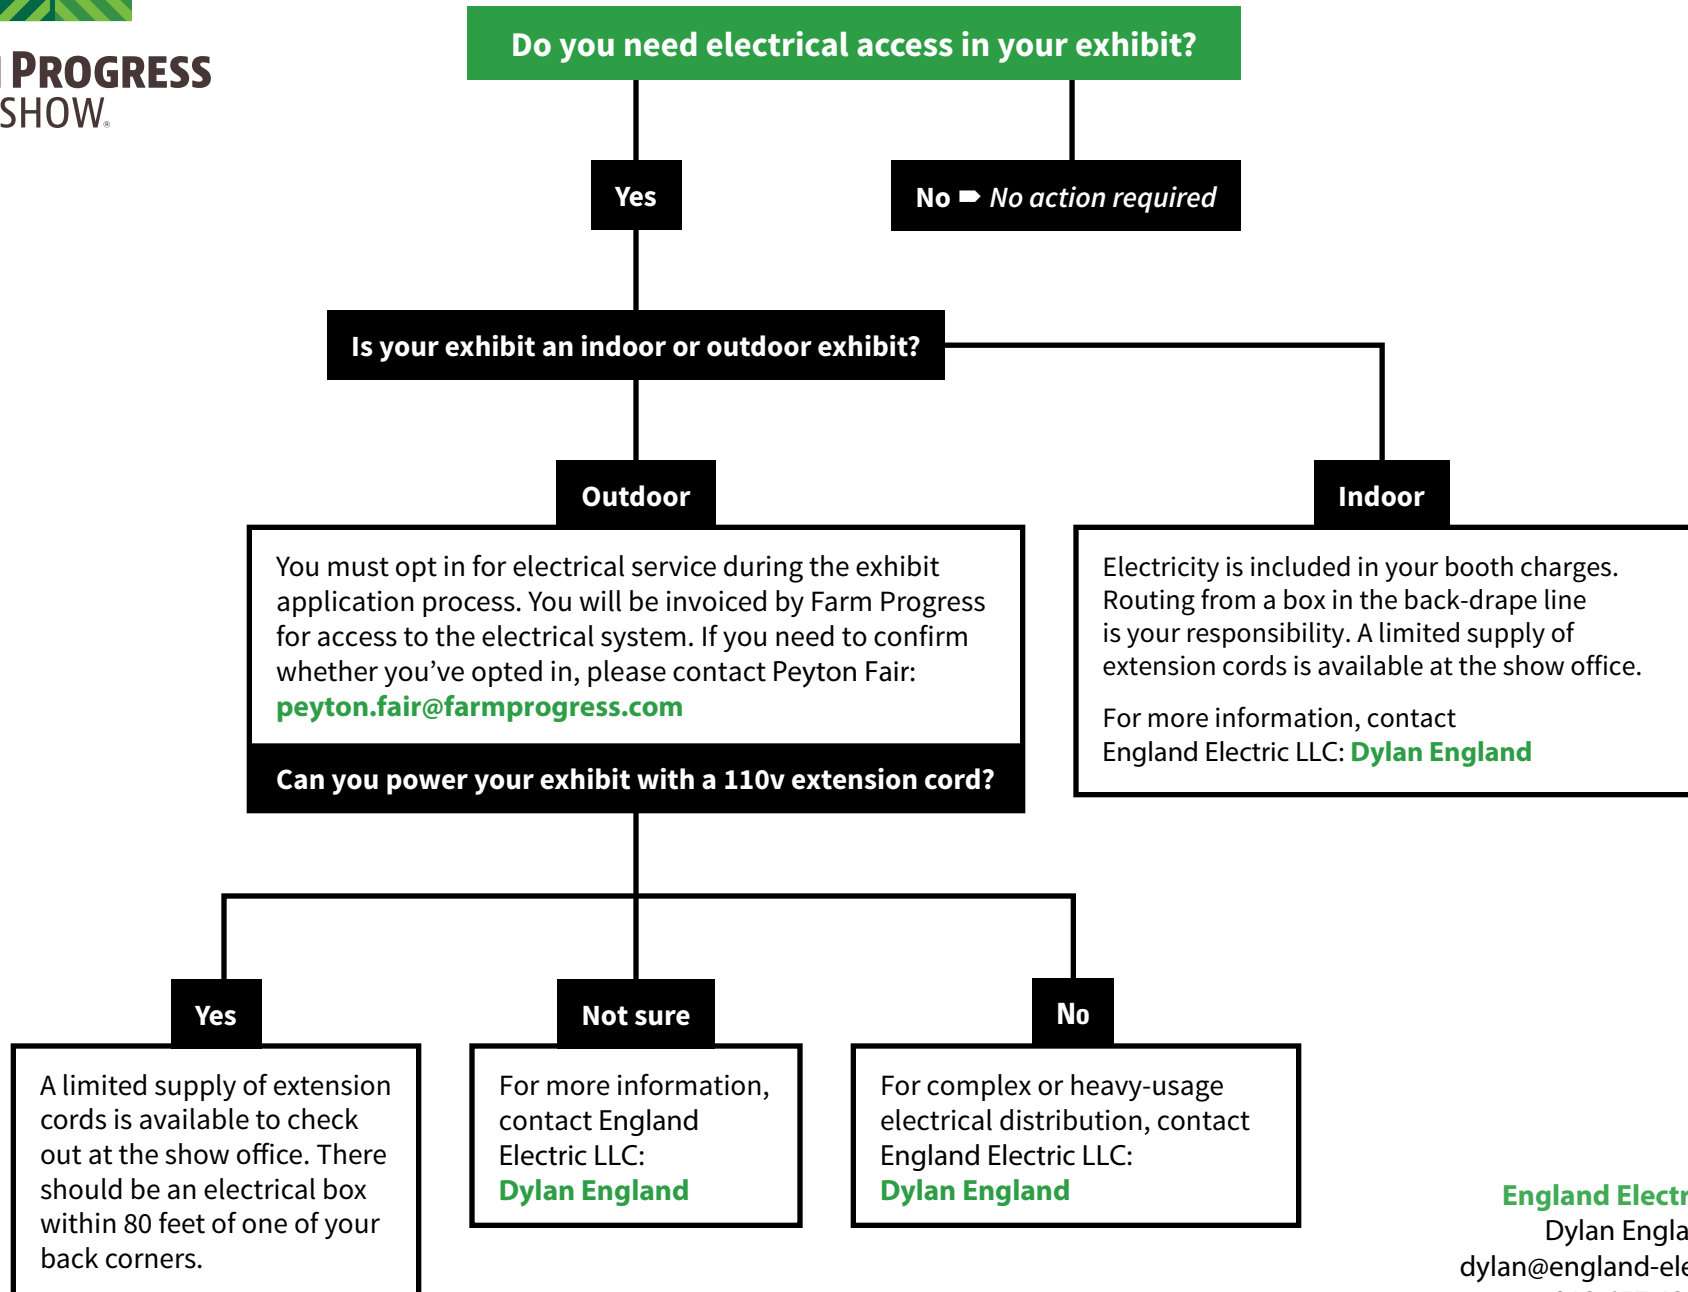 PROGRESS
SHOW®
Do you need electrical access in your exhibit?
Yes
No ➨ No action required
Is your exhibit an indoor or outdoor exhibit?
Outdoor
Indoor
You must opt in for electrical service during the exhibit
application process. You will be invoiced by Farm Progress
for access to the electrical system. If you need to confirm
whether you’ve opted in, please contact Peyton Fair:
peyton.fair@farmprogress.com
Can you power your exhibit with a 110v extension cord?
Electricity is included in your booth charges.
Routing from a box in the back-drape line
is your responsibility. A limited supply of
extension cords is available at the show office.
For more information, contact
England Electric LLC: Dylan England
Yes
A limited supply of extension
cords is available to check
out at the show office. There
should be an electrical box
within 80 feet of one of your
back corners.
Not sure
For more information,
contact England
Electric LLC:
Dylan England
No
For complex or heavy-usage
electrical distribution, contact
England Electric LLC:
Dylan England
England Electr
Dylan Engla
dylan@england-ele